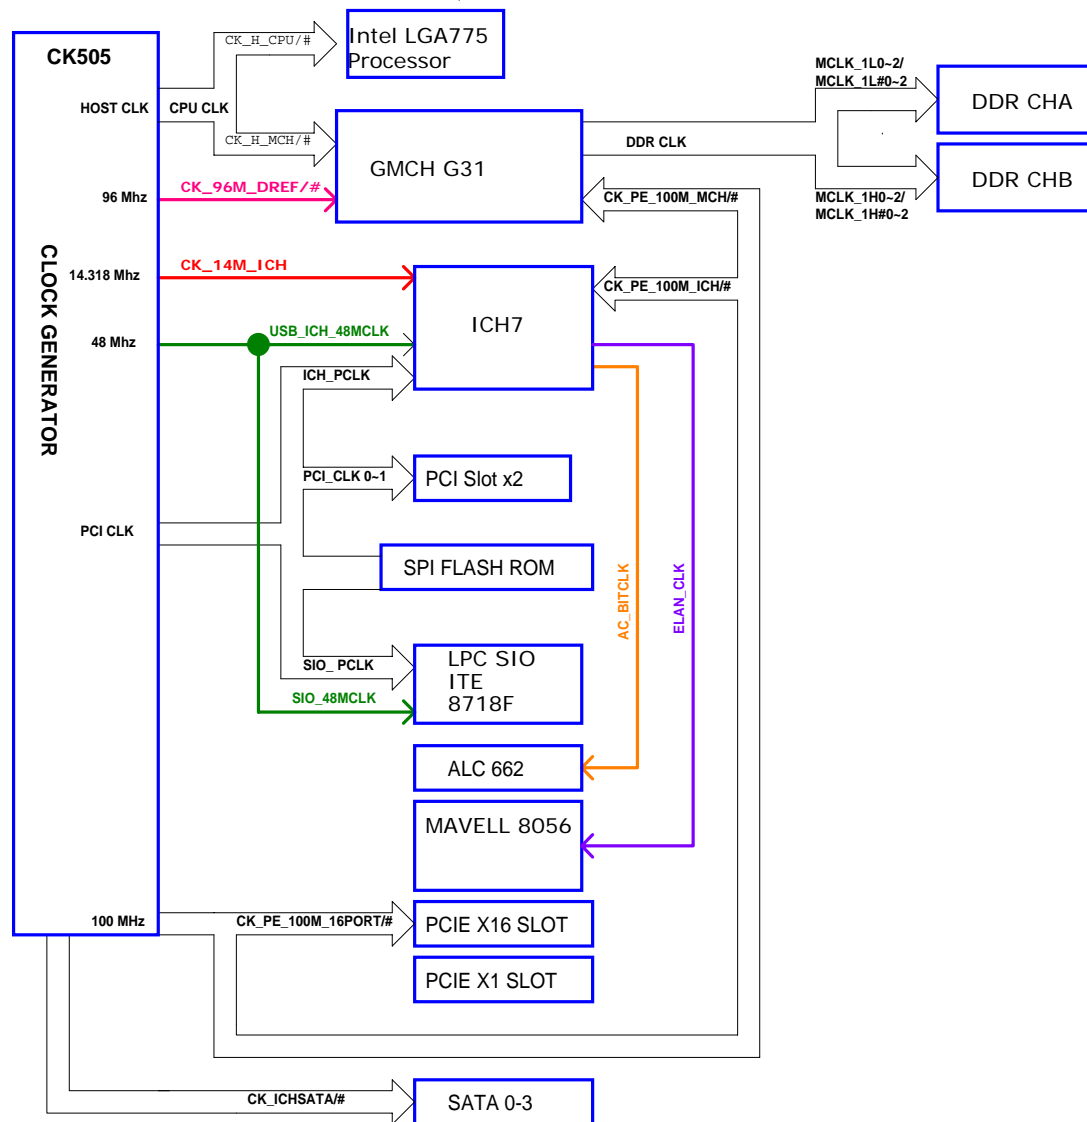 CK505
HOST CLK
CPU CLK
CK_H_CPU/#
Intel LGA775
Processor
CK_H_MCH/#
GMCH G31
DDR CLK
MCLK_1L0~2/
MCLK_1L#0~2
DDR CHA
DDR CHB
MCLK_1H0~2/
MCLK_1H#0~2
96 Mhz
CK_96M_DREF/#
CK_PE_100M_MCH/#
CLOCK GENERATOR
14.318 Mhz
CK_14M_ICH
CK_PE_100M_ICH/#
ICH7
48 Mhz
USB_ICH_48MCLK
ICH_PCLK
PCI_CLK 0~1
PCI Slot x2
PCI CLK
SPI FLASH ROM
AC_BITCLK
ELAN_CLK
SIO_ PCLK
LPC SIO
ITE
8718F
SIO_48MCLK
ALC 662
MAVELL 8056
100 MHz
CK_PE_100M_16PORT/#
PCIE X16 SLOT
PCIE X1 SLOT
CK_ICHSATA/#
SATA 0-3